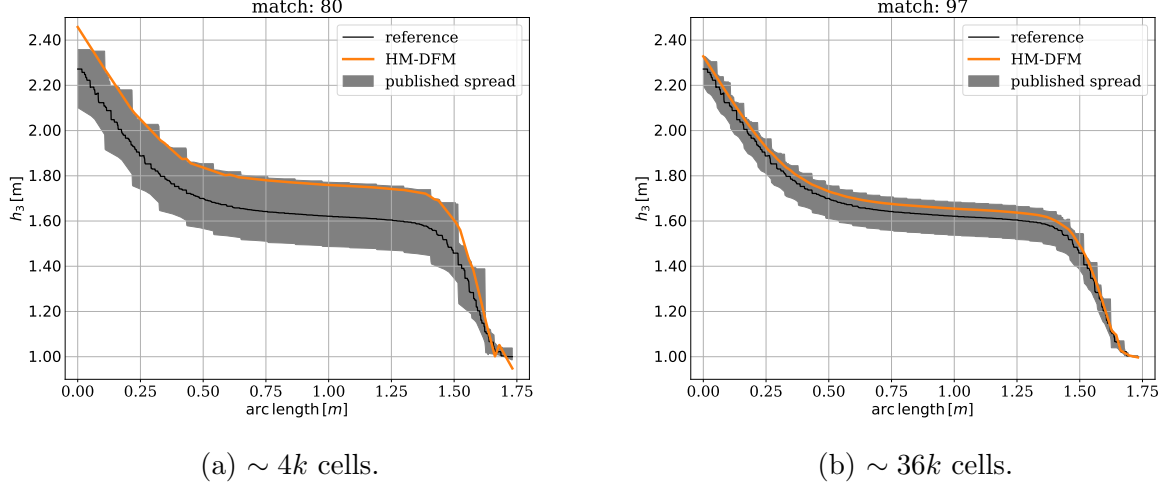 match: 80
2.40
2.20
2.00
1.80
1.60
1.40
1.20
1.00
h₃ [m]
0.00 0.25 0.50 0.75 1.00 1.25 1.50 1.75
arc length [m]
reference
HM-DFM
published spread
(a) ∼ 4k cells.
match: 97
2.40
2.20
2.00
1.80
1.60
1.40
1.20
1.00
h₃ [m]
0.00 0.25 0.50 0.75 1.00 1.25 1.50 1.75
arc length [m]
reference
HM-DFM
published spread
(b) ∼ 36k cells.